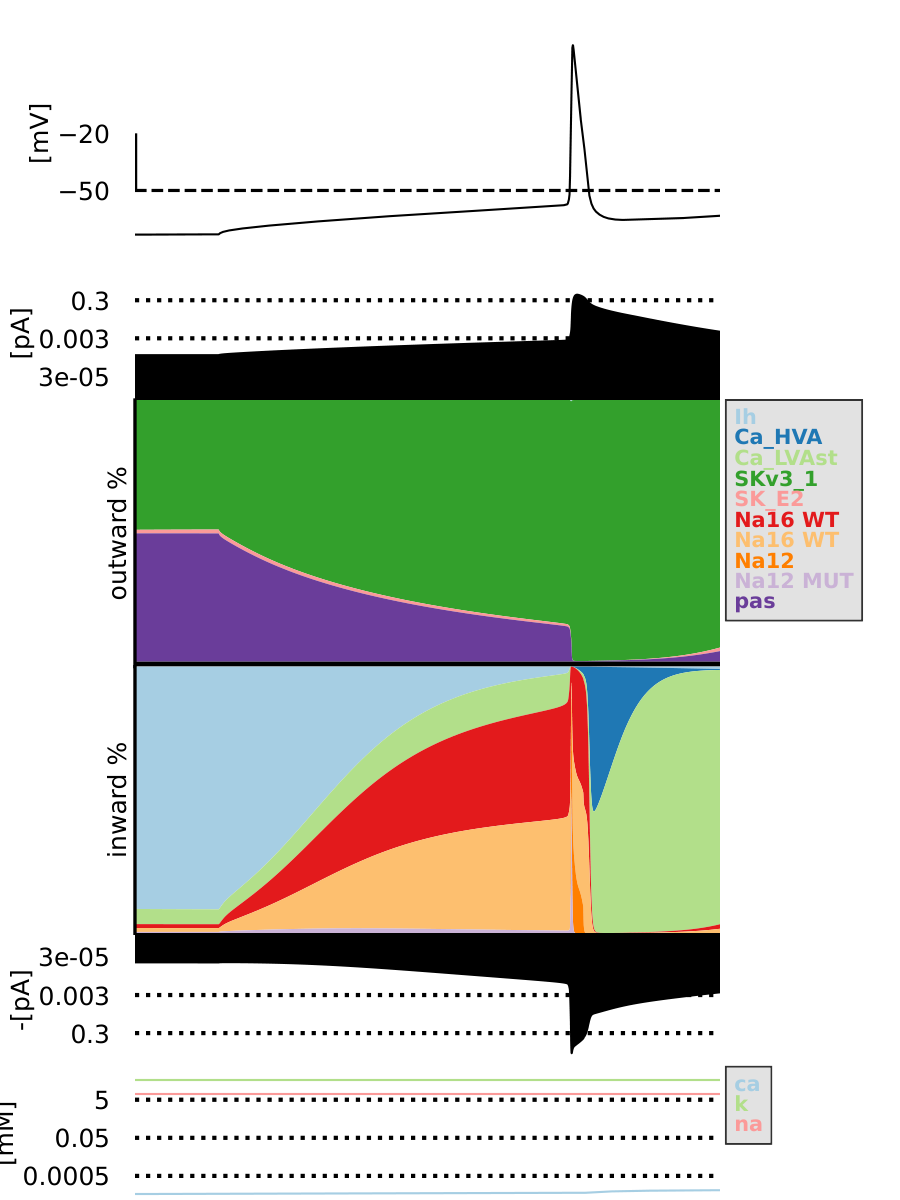 [mV]
−20
−50
[pA]
0.3
0.003
3e-05
outward %
Ih
Ca_HVA
Ca_LVAst
SKv3_1
SK_E2
Na16 WT
Na16 WT
Na12
Na12 MUT
pas
inward %
-[pA]
3e-05
0.003
0.3
[mM]
5
0.05
0.0005
ca
k
na